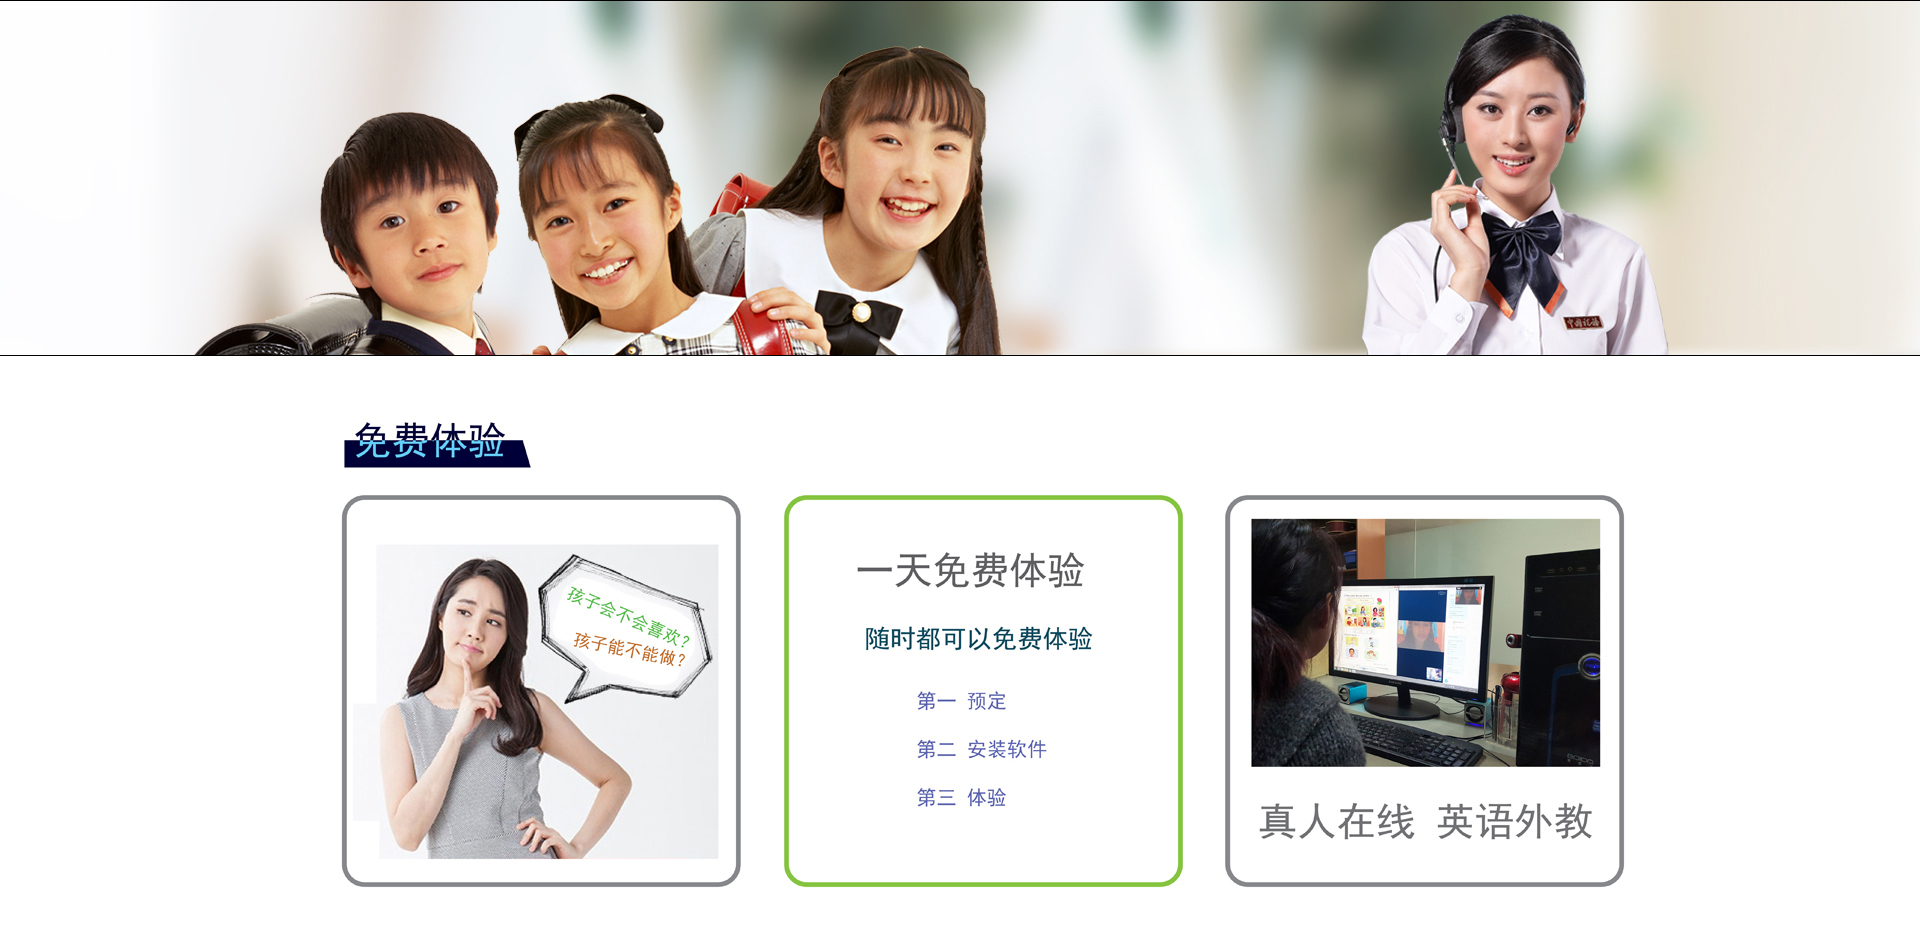 免费体验
孩子会不会喜欢?
孩子能不能做?
一天免费体验
随时都可以免费体验
第一 预定
第二 安装软件
第三 体验
真人在线 英语外教